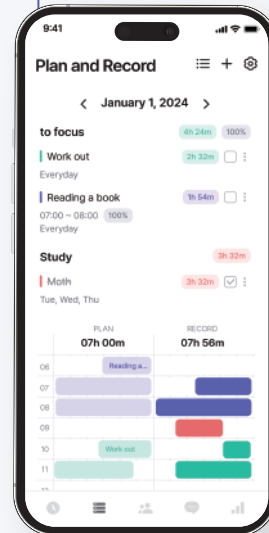 9:41
Plan and Record
January 1, 2024
to focus 4h 24m 100%
Work out 2h 32m
Everyday
Reading a book 1h 54m
07:00 ~ 08:00 100%
Everyday
Study 3h 32m
Moth 3h 32m
Tue, Wed, Thu
PLAN RECORD
07h 00m 07h 56m
06 Reading a...
07
08
09
10 Work out
11